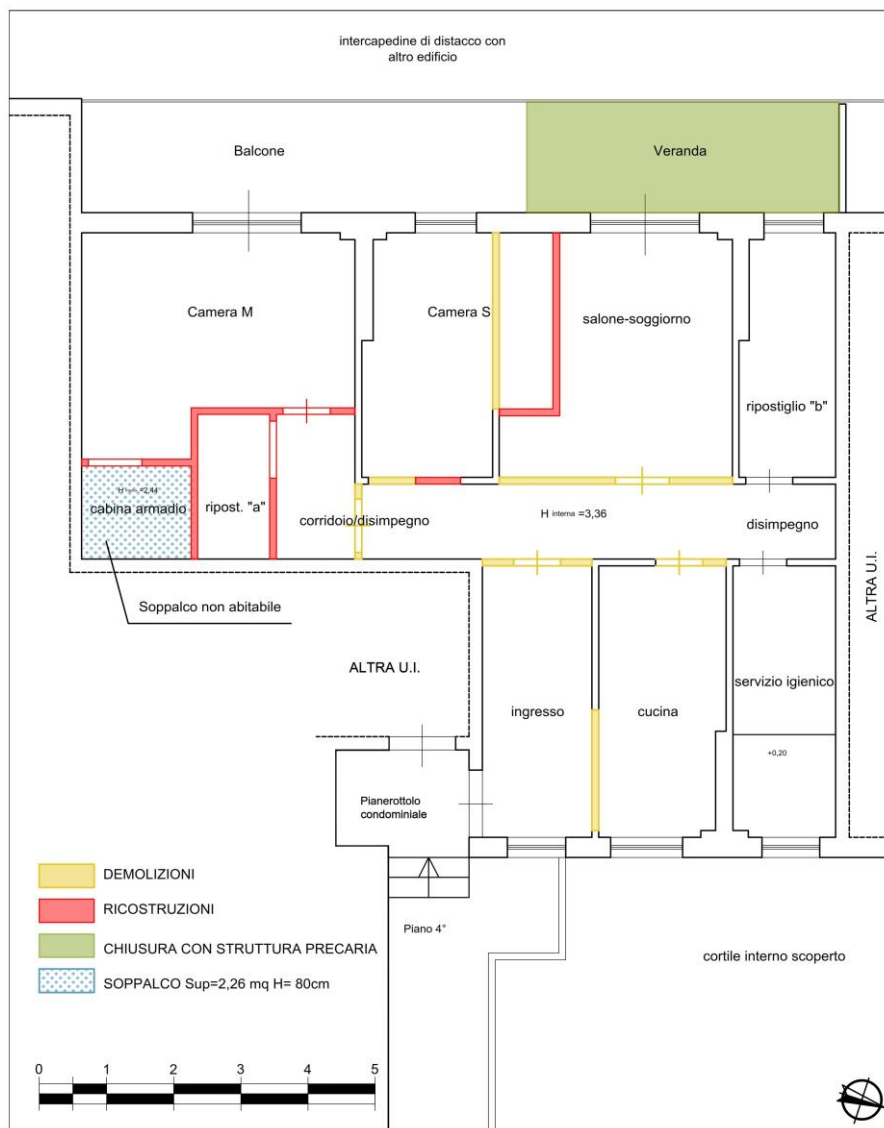 intercapedine di distacco con
altro edificio
Balcone
Veranda
Camera M
Camera S
salone-soggiorno
ripostiglio "b"
H =2,44
cabina armadio
ripost. "a"
corridoio/disimpegno
H interna =3,36
disimpegno
Soppalco non abitabile
ALTRA U.I.
ALTRA U.I.
ingresso
cucina
servizio igienico
+0,20
Pianerottolo
condominiale
DEMOLIZIONI
RICOSTRUZIONI
CHIUSURA CON STRUTTURA PRECARIA
SOPPALCO Sup=2,26 mq H= 80cm
Piano 4°
cortile interno scoperto
0 1 2 3 4 5